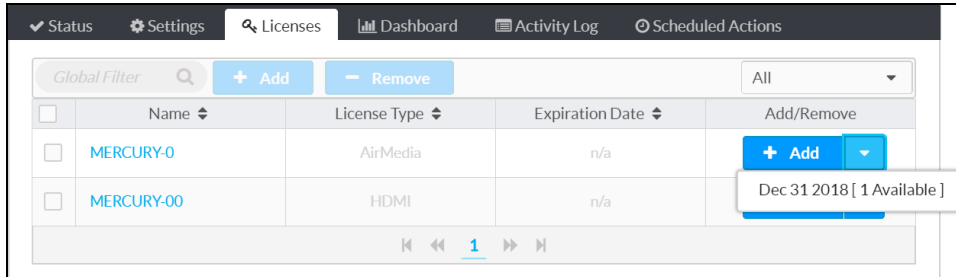 Status Settings Licenses Dashboard Activity Log Scheduled Actions
Global Filter + Add − Remove All
Name License Type Expiration Date Add/Remove
MERCURY-0 AirMedia n/a + Add
Dec 31 2018 [ 1 Available ]
MERCURY-00 HDMI n/a
1